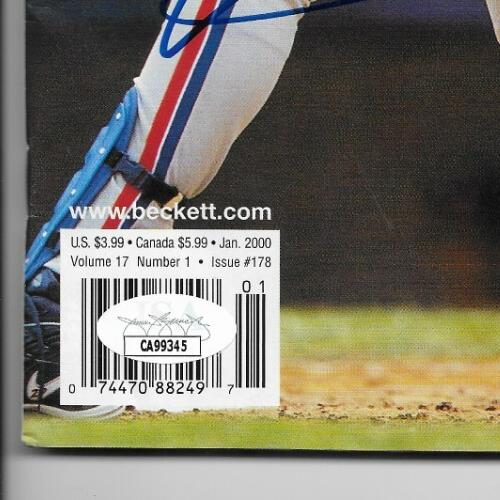 www.beckett.com
U.S. $3.99 • Canada $5.99 • Jan. 2000
Volume 17 Number 1 • Issue #178
01
JSA
CA99345
0 74470 88249 7